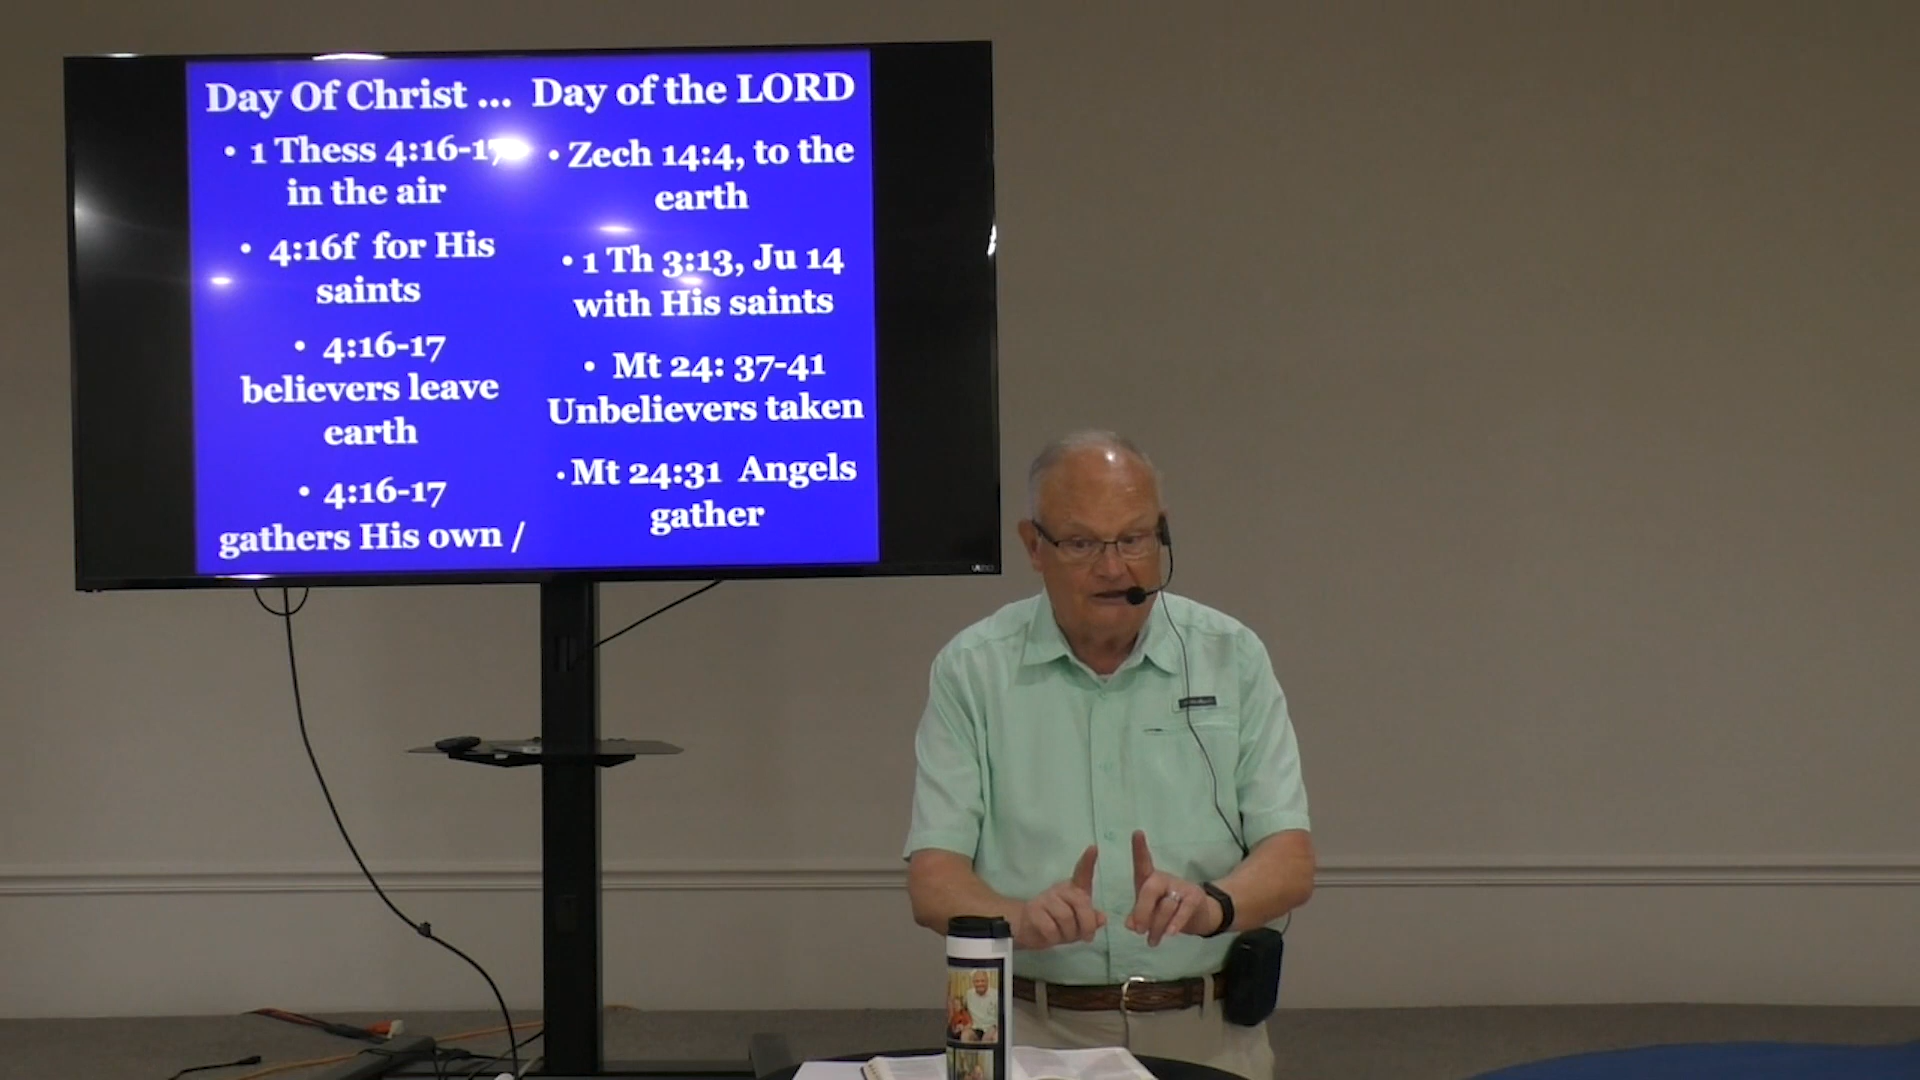 Day Of Christ ...
• 1 Thess 4:16-17
in the air
• 4:16f for His
saints
• 4:16-17
believers leave
earth
• 4:16-17
gathers His own /
Day of the LORD
• Zech 14:4, to the
earth
• 1 Th 3:13, Ju 14
with His saints
• Mt 24: 37-41
Unbelievers taken
• Mt 24:31 Angels
gather